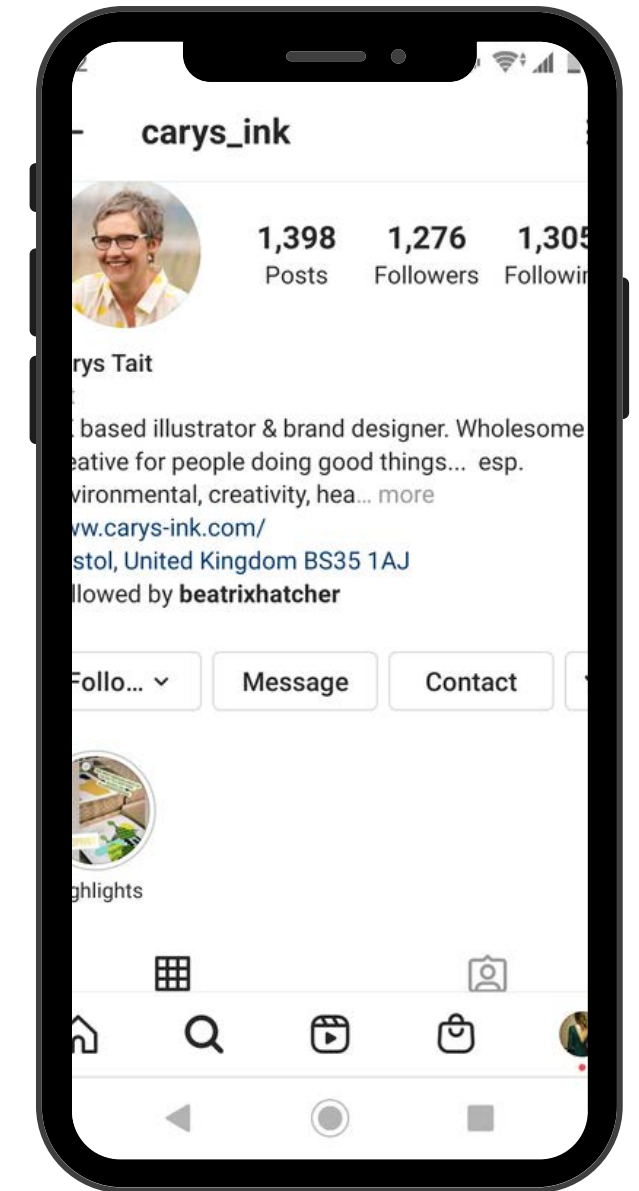 carys_ink
1,398 1,276 1,305
Posts Followers Followin
rys Tait
based illustrator & brand designer. Wholesome
eative for people doing good things... esp.
vironmental, creativity, hea... more
ww.carys-ink.com/
stol, United Kingdom BS35 1AJ
llowed by beatrixhatcher
Follo... Message Contact
ghlights